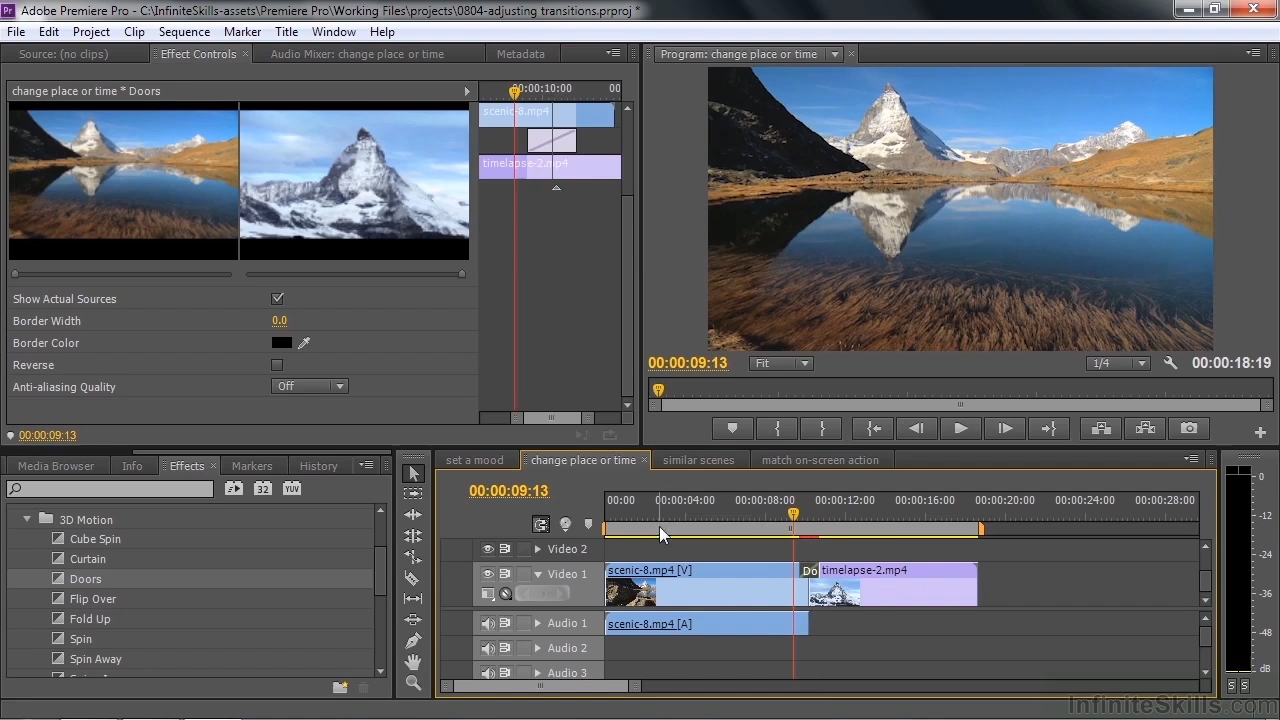 Adobe Premiere Pro - C:\InfiniteSkills-assets\Premiere Pro\Working Files\projects\0804-adjusting transitions.prproj *
File Edit Project Clip Sequence Marker Title Window Help
Source: (no clips) Effect Controls Audio Mixer: change place or time Metadata
Program: change place or time
change place or time * Doors
00:00:10:00 00
scenic-8.mp4
timelapse-2.mp4
Show Actual Sources
Border Width 0.0
Border Color
Reverse
Anti-aliasing Quality Off
00:00:09:13
00:00:09:13 Fit 1/4 00:00:18:19
Media Browser Info Effects Markers History
32 YUV
3D Motion
Cube Spin
Curtain
Doors
Flip Over
Fold Up
Spin
Spin Away
set a mood change place or time similar scenes match on-screen action
00:00:09:13
00:00 00:00:04:00 00:00:08:00 00:00:12:00 00:00:16:00 00:00:20:00 00:00:24:00 00:00:28:00
Video 2
Video 1 scenic-8.mp4 [V] Do timelapse-2.mp4
Audio 1 scenic-8.mp4 [A]
Audio 2
Audio 3
0
-12
-24
-36
-48
dB
S S
InfiniteSkills.com